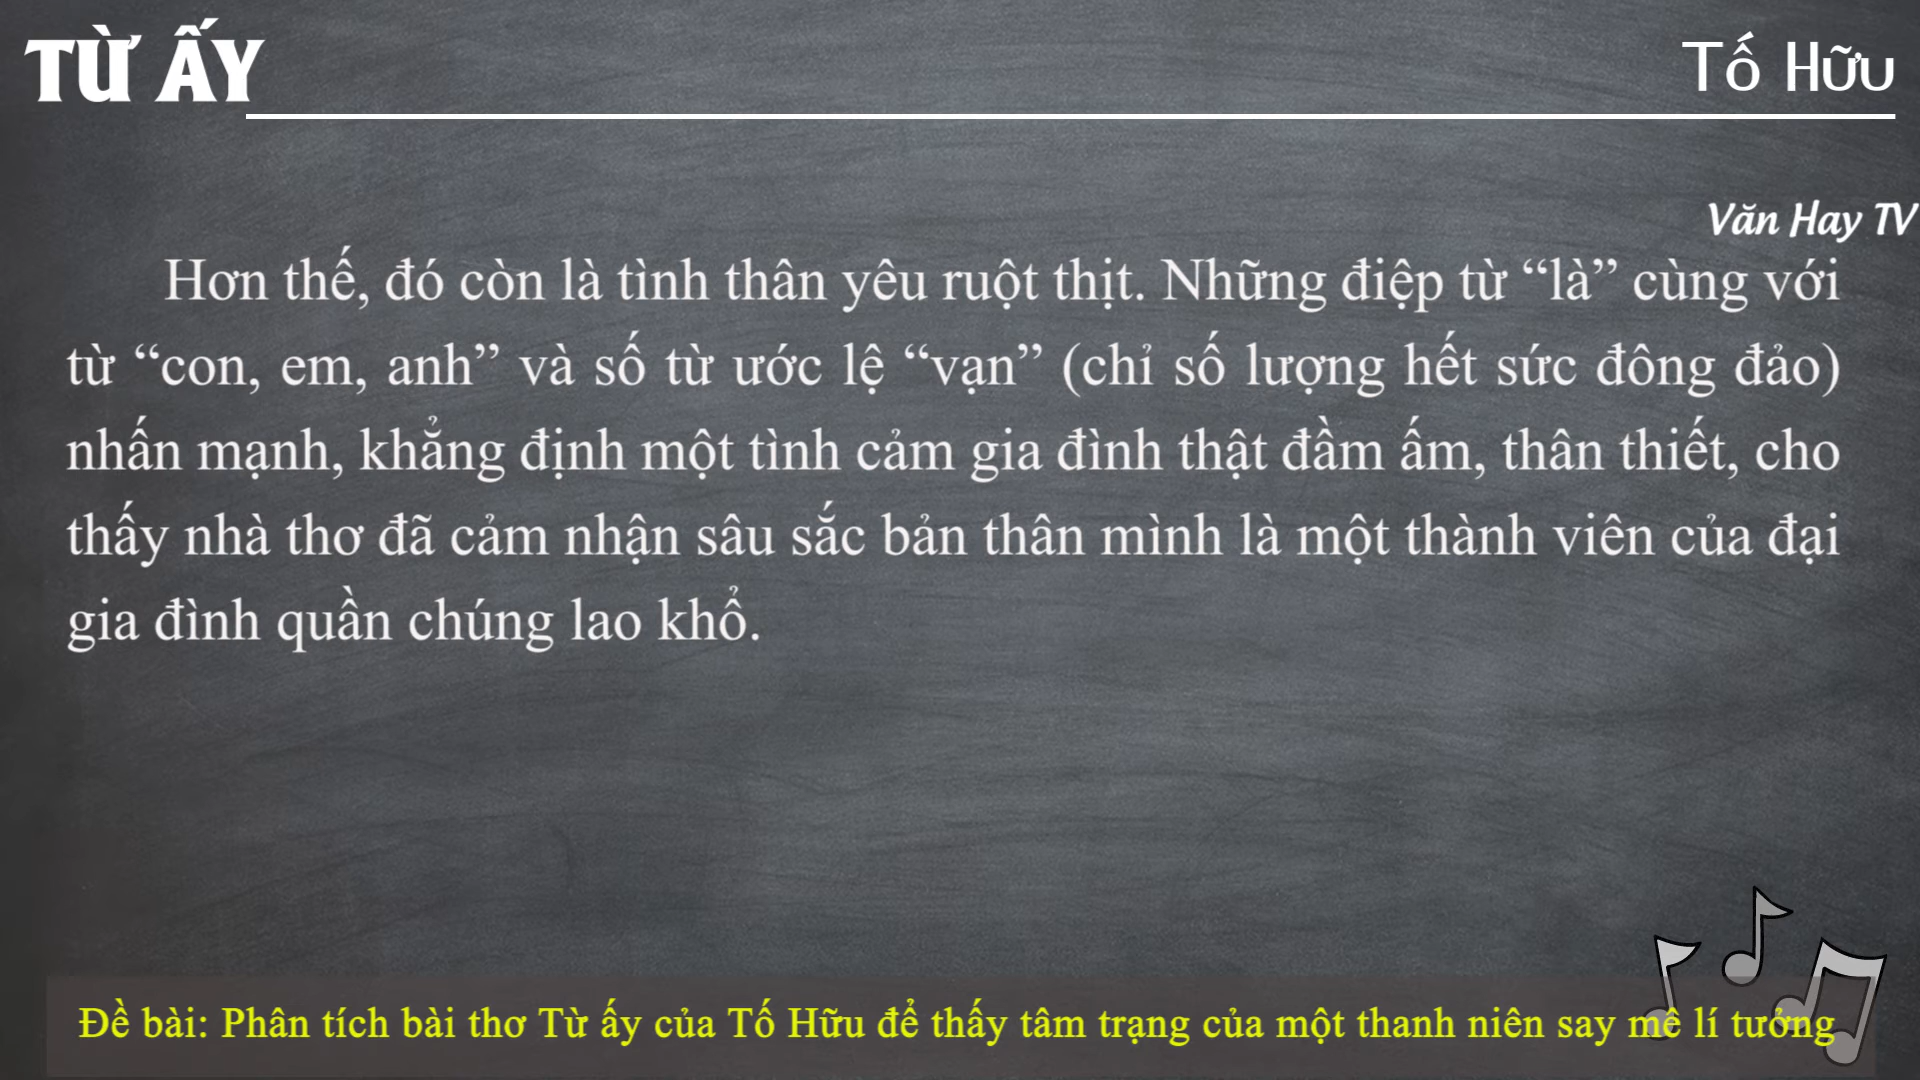 TỪ ẤY
Tố Hữu
Văn Hay TV
Hơn thế, đó còn là tình thân yêu ruột thịt. Những điệp từ “là” cùng với
từ “con, em, anh” và số từ ước lệ “vạn” (chỉ số lượng hết sức đông đảo)
nhấn mạnh, khẳng định một tình cảm gia đình thật đầm ấm, thân thiết, cho
thấy nhà thơ đã cảm nhận sâu sắc bản thân mình là một thành viên của đại
gia đình quần chúng lao khổ.
Đề bài: Phân tích bài thơ Từ ấy của Tố Hữu để thấy tâm trạng của một thanh niên say mê lí tưởng